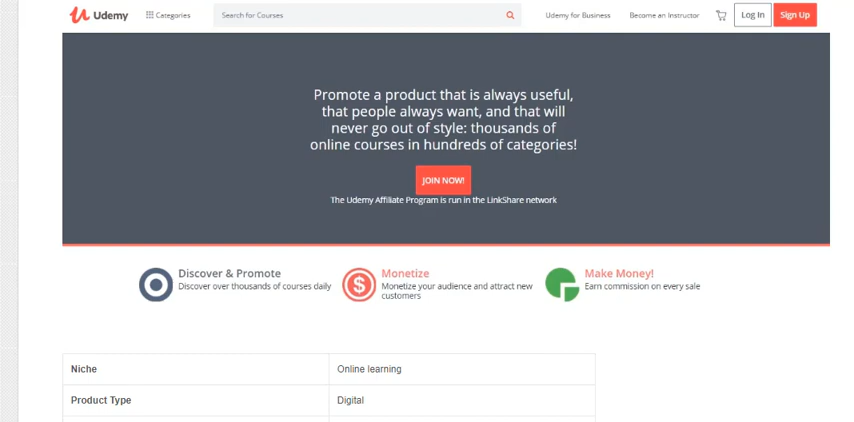 Udemy Categories Search for Courses Udemy for Business Become an Instructor Log In Sign Up
Promote a product that is always useful,
that people always want, and that will
never go out of style: thousands of
online courses in hundreds of categories!
JOIN NOW!
The Udemy Affiliate Program is run in the LinkShare network
Discover & Promote
Discover over thousands of courses daily
Monetize
Monetize your audience and attract new
customers
Make Money!
Earn commission on every sale
Niche Online learning
Product Type Digital